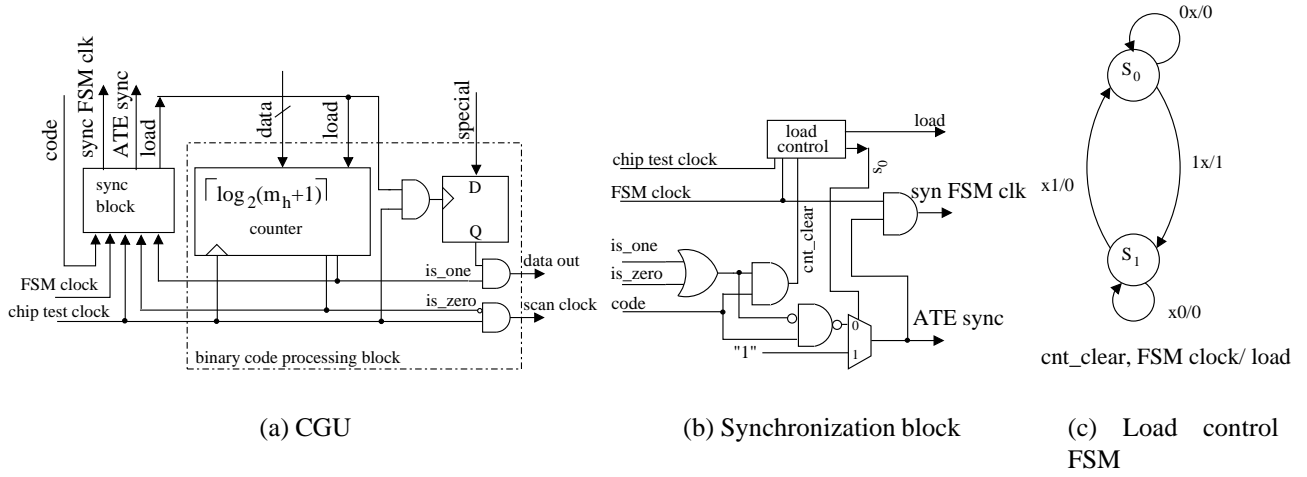 code
sync FSM clk
ATE sync
load
data
load
special
sync
block
⌈log₂(mₕ+1)⌉
counter
D
Q
is_one
data out
FSM clock
is_zero
scan clock
chip test clock
binary code processing block
(a) CGU
load
control
load
chip test clock
s₀
FSM clock
syn FSM clk
cnt_clear
is_one
is_zero
code
0
ATE sync
"1"
1
(b) Synchronization block
0x/0
S₀
x1/0
1x/1
S₁
x0/0
cnt_clear, FSM clock/ load
(c) Load control
FSM